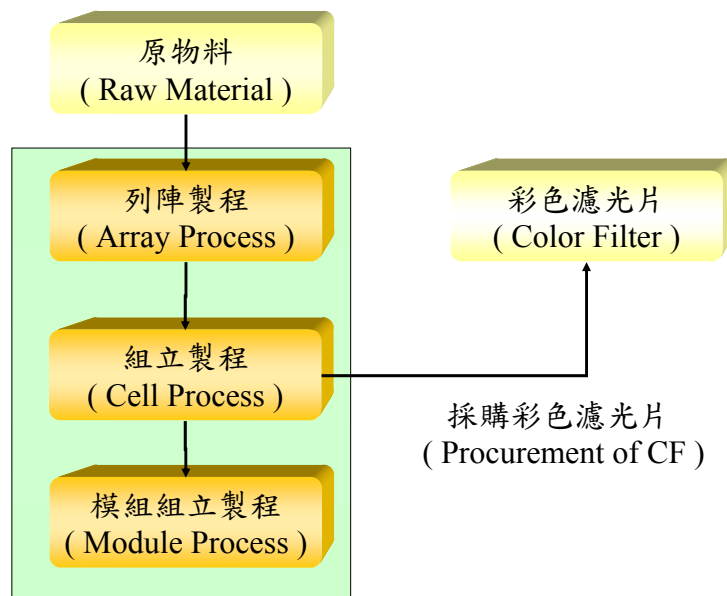 原物料
( Raw Material )
列陣製程
( Array Process )
彩色濾光片
( Color Filter )
組立製程
( Cell Process )
採購彩色濾光片
( Procurement of CF )
模組組立製程
( Module Process )